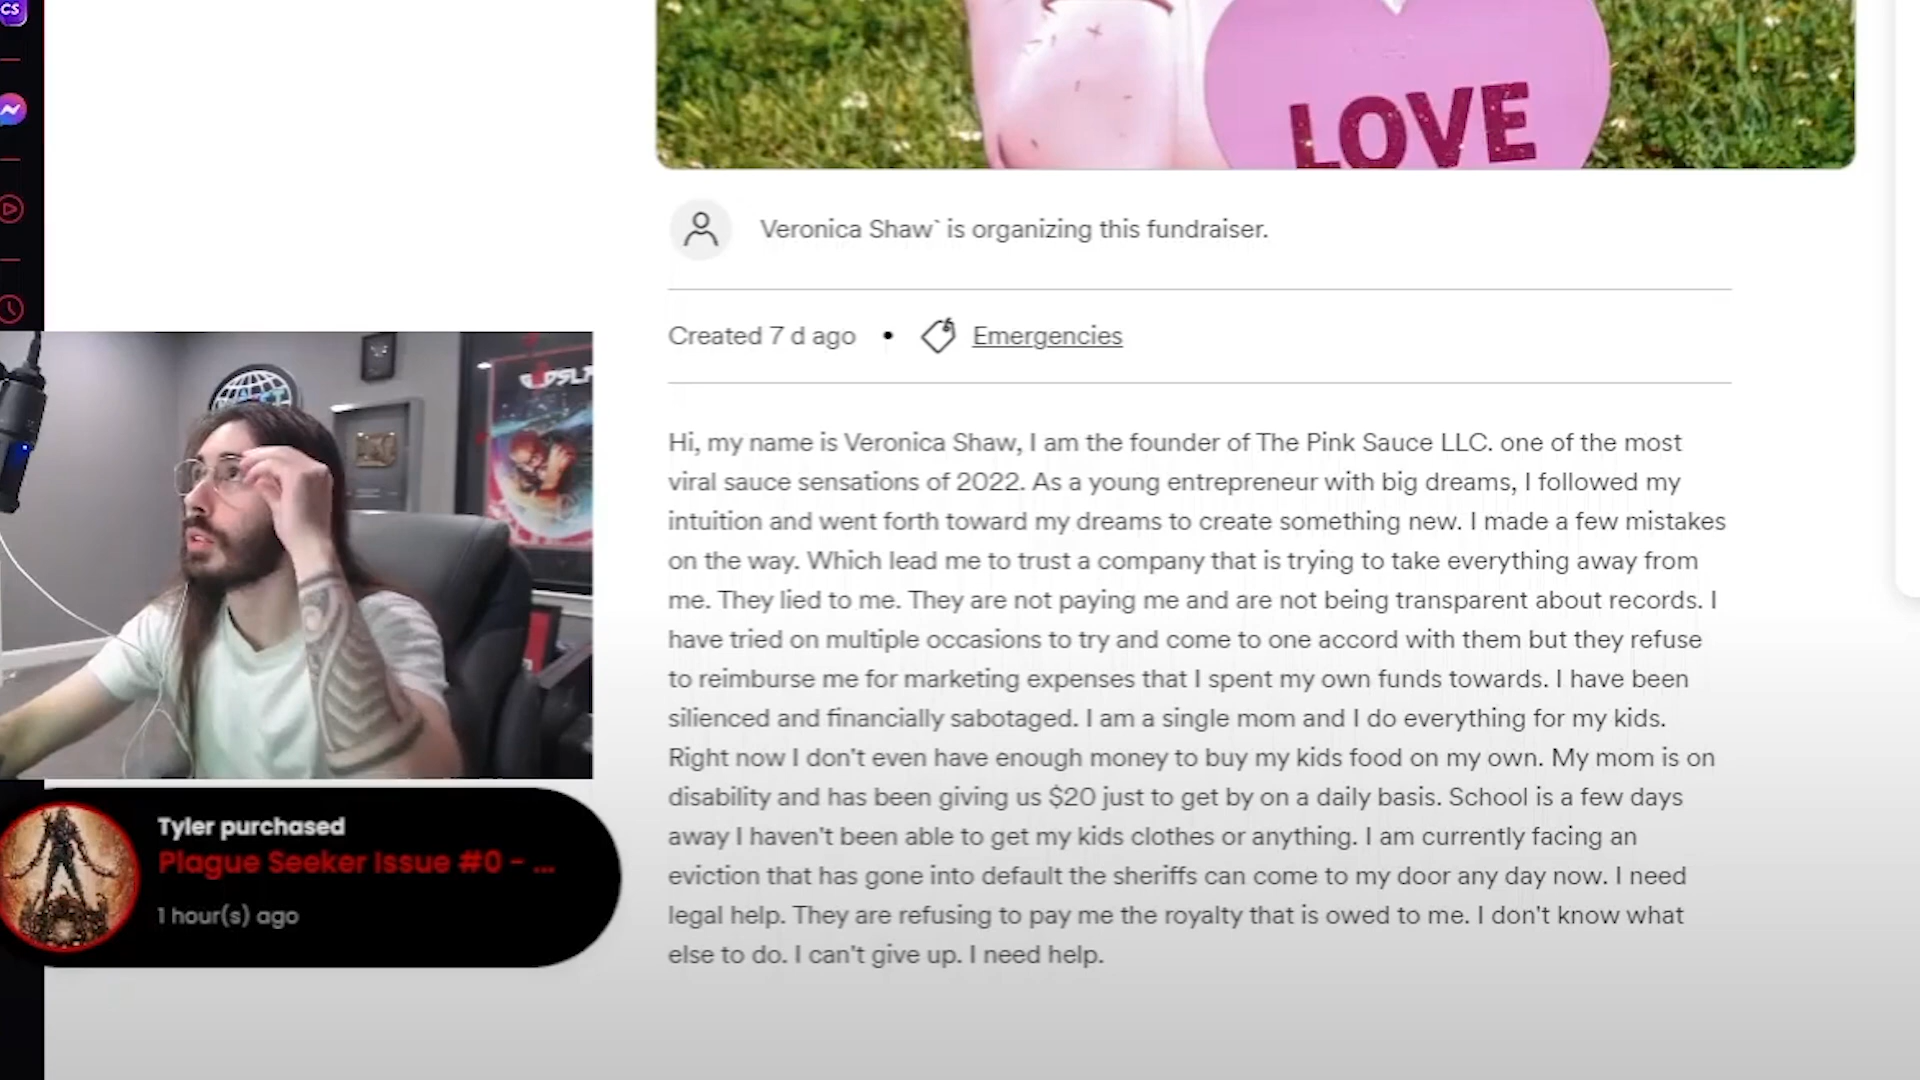 CS
LOVE
Veronica Shaw` is organizing this fundraiser.
Created 7 d ago • Emergencies
Hi, my name is Veronica Shaw, I am the founder of The Pink Sauce LLC. one of the most
viral sauce sensations of 2022. As a young entrepreneur with big dreams, I followed my
intuition and went forth toward my dreams to create something new. I made a few mistakes
on the way. Which lead me to trust a company that is trying to take everything away from
me. They lied to me. They are not paying me and are not being transparent about records. I
have tried on multiple occasions to try and come to one accord with them but they refuse
to reimburse me for marketing expenses that I spent my own funds towards. I have been
silienced and financially sabotaged. I am a single mom and I do everything for my kids.
Right now I don't even have enough money to buy my kids food on my own. My mom is on
disability and has been giving us $20 just to get by on a daily basis. School is a few days
away I haven't been able to get my kids clothes or anything. I am currently facing an
eviction that has gone into default the sheriffs can come to my door any day now. I need
legal help. They are refusing to pay me the royalty that is owed to me. I don't know what
else to do. I can't give up. I need help.
Tyler purchased
Plague Seeker Issue #0 - ...
1 hour(s) ago